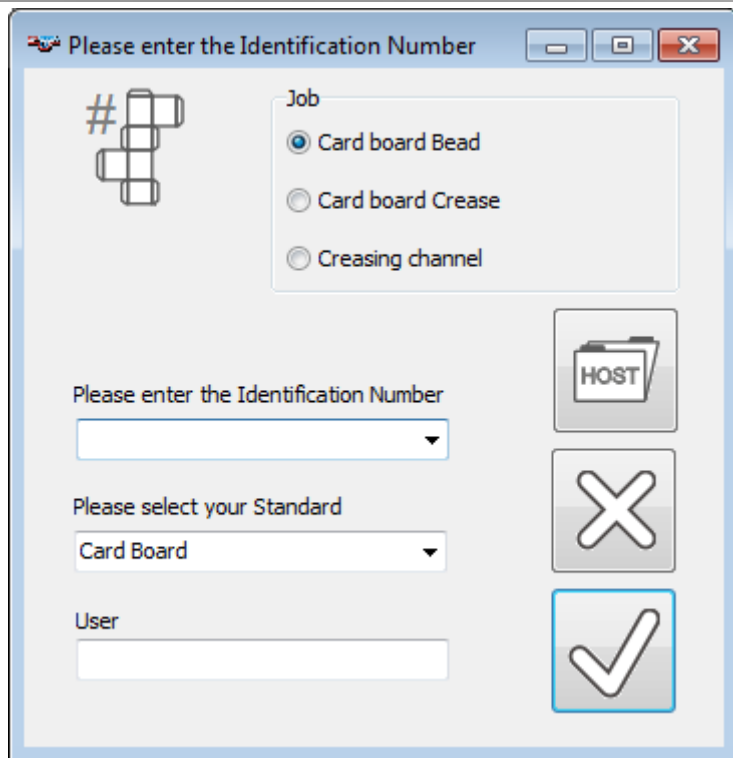 Please enter the Identification Number
#
Job
Card board Bead
Card board Crease
Creasing channel
HOST
Please enter the Identification Number
Please select your Standard
Card Board
User